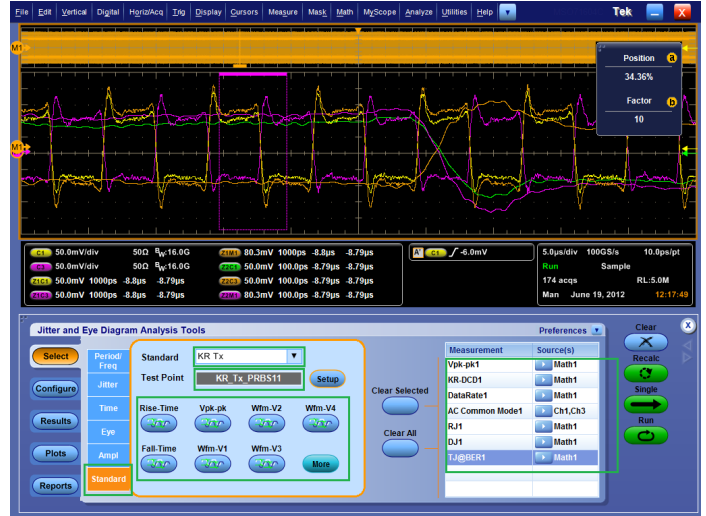 File Edit Vertical Digital Horiz/Acq Trig Display Cursors Measure Mask Math MyScope Analyze Utilities Help Tek X
M1
Position a
34.36%
Factor b
10
M1
C1 50.0mV/div 50Ω BW:16.0G
C3 50.0mV/div 50Ω BW:16.0G
Z1C1 50.0mV 1000ps -8.8µs -8.79µs
Z1C3 50.0mV 1000ps -8.8µs -8.79µs
Z1M1 80.3mV 1000ps -8.8µs -8.79µs
Z2C1 50.0mV 100.0ps -8.79µs -8.79µs
Z2C3 50.0mV 100.0ps -8.79µs -8.79µs
Z2M1 80.3mV 100.0ps -8.79µs -8.79µs
A' C1 -6.0mV
5.0µs/div 100GS/s 10.0ps/pt
Run Sample
174 acqs RL:5.0M
Man June 19, 2012 12:17:49
Jitter and Eye Diagram Analysis Tools
Preferences
Clear
X
Select
Configure
Results
Plots
Reports
Period/
Freq
Jitter
Time
Eye
Ampl
Standard
Standard KR Tx
Test Point KR_Tx_PRBS11 Setup
Rise-Time Vpk-pk Wfm-V2 Wfm-V4
Fall-Time Wfm-V1 Wfm-V3
More
Clear Selected
Clear All
Measurement Source(s)
Vpk-pk1 Math1
KR-DCD1 Math1
DataRate1 Math1
AC Common Mode1 Ch1,Ch3
RJ1 Math1
DJ1 Math1
TJ@BER1 Math1
Recalc
Single
Run